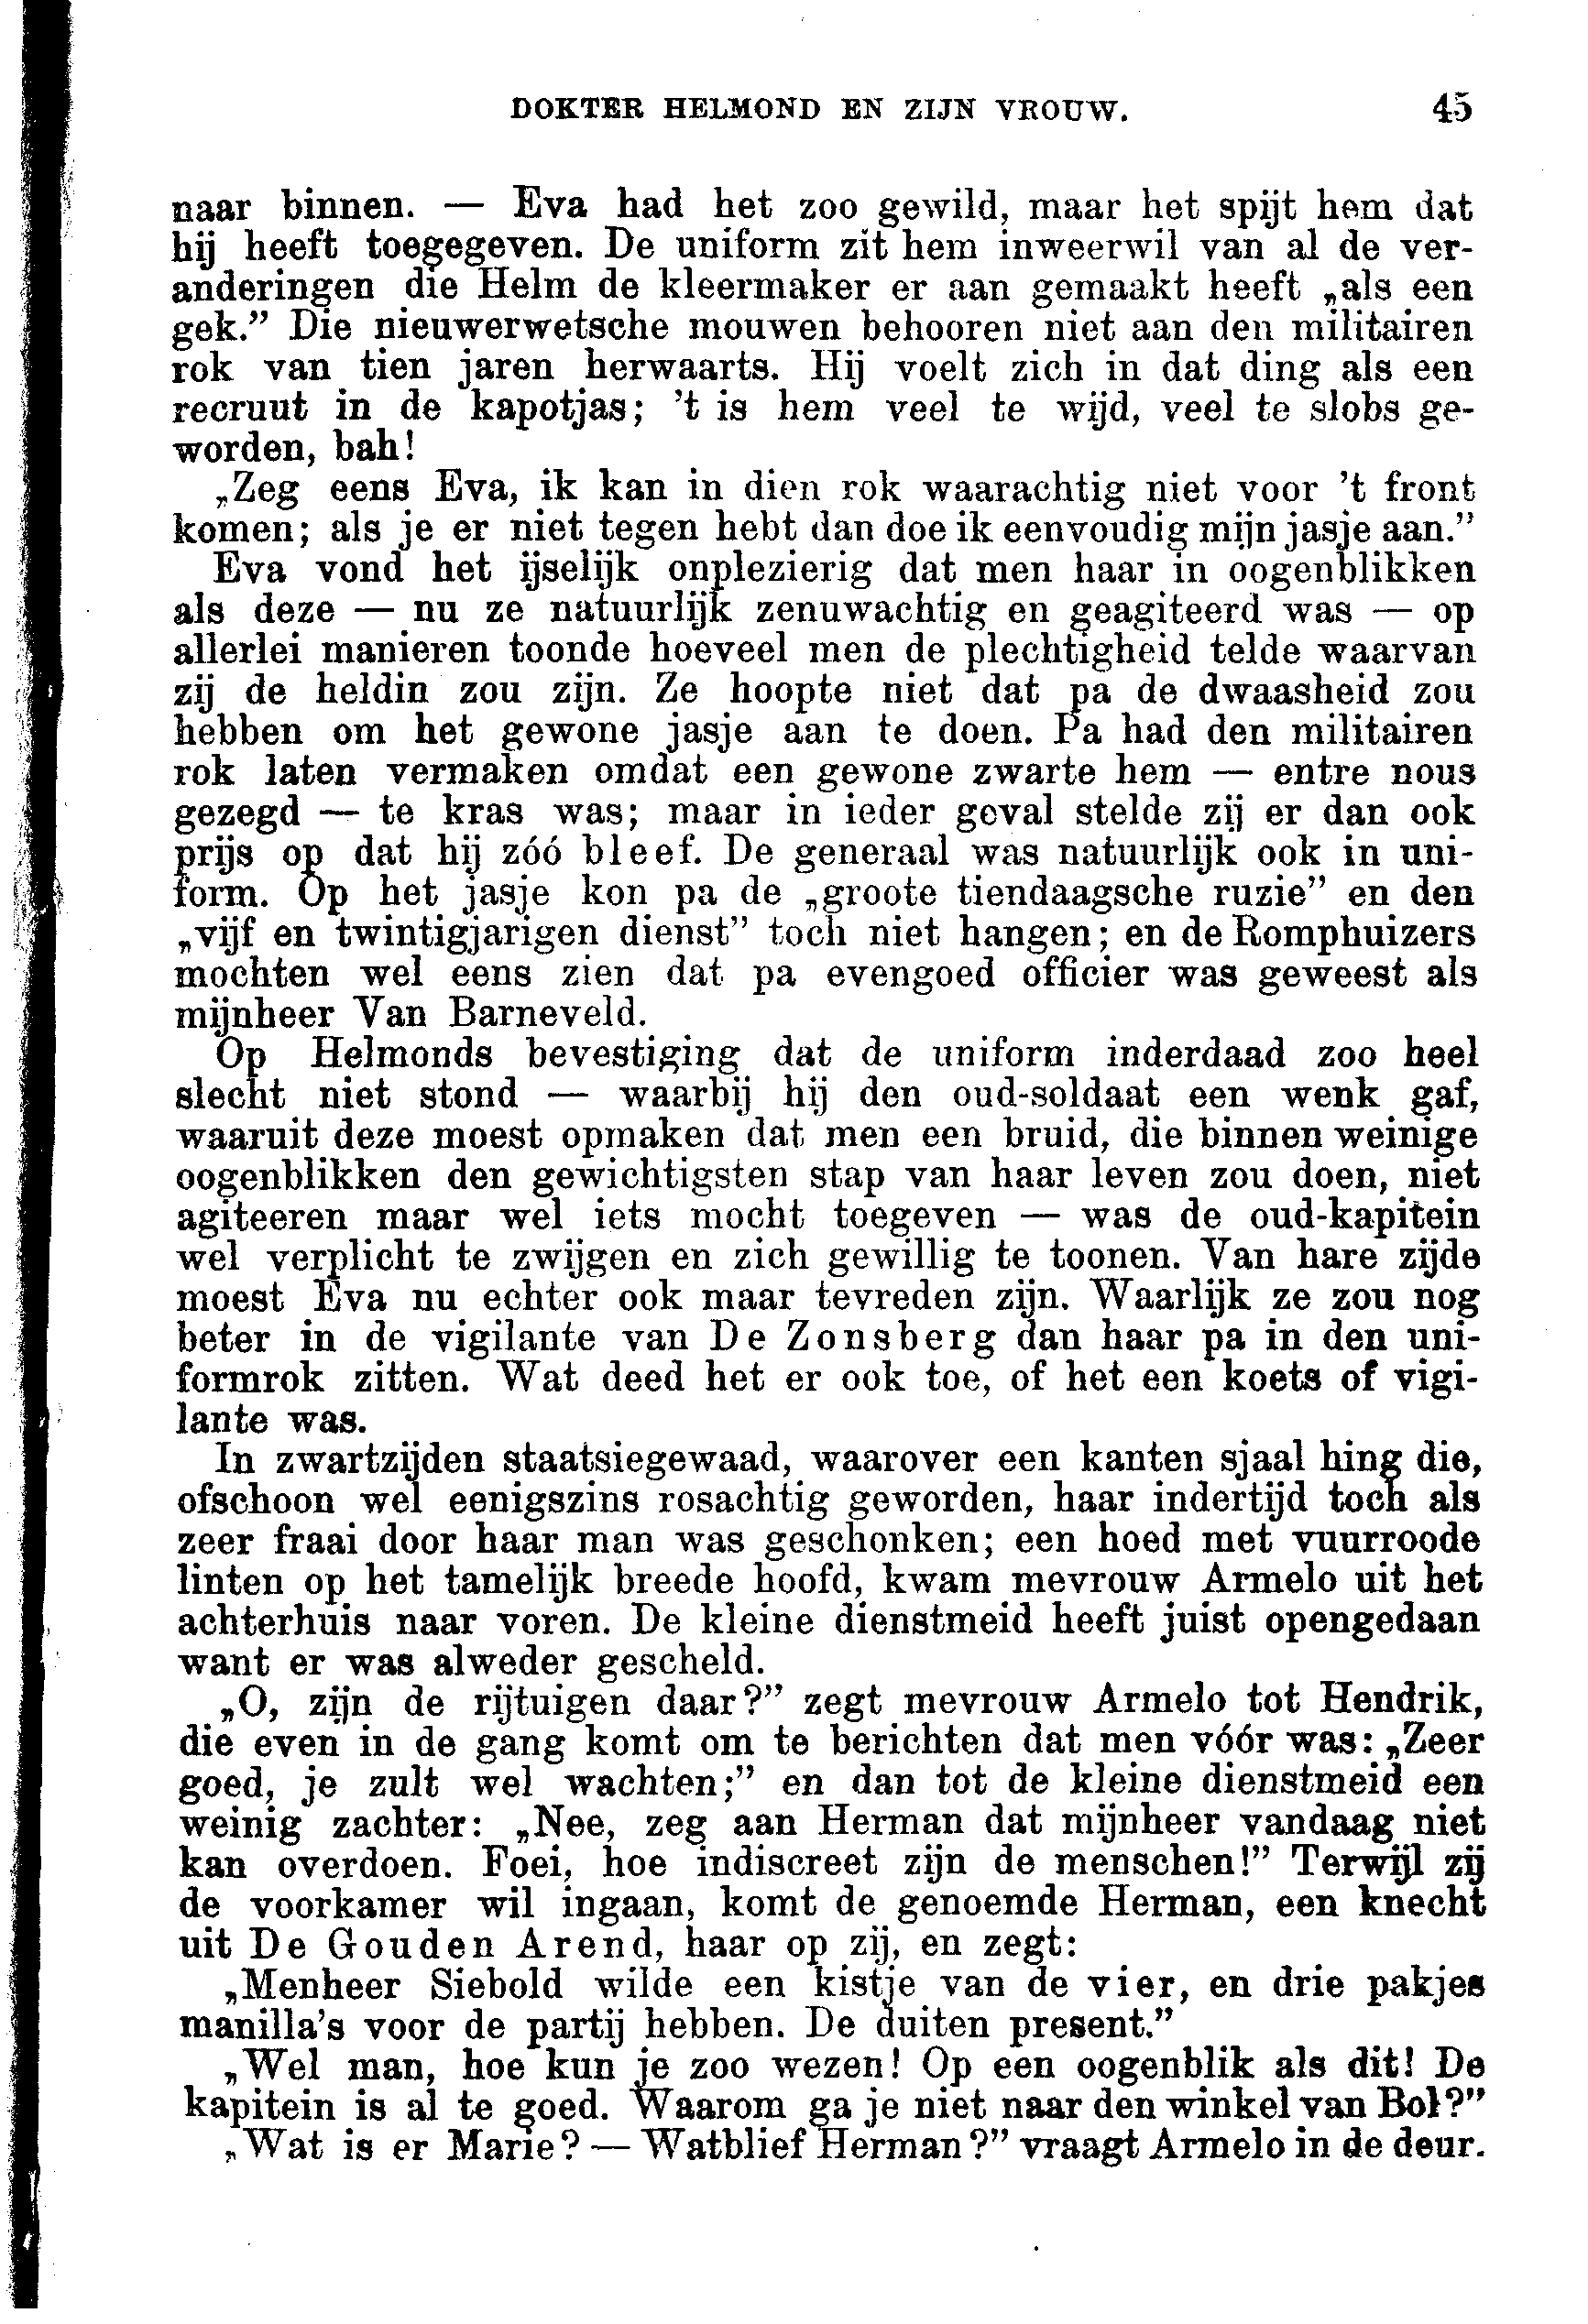 DOKTER HELMOND EN ZIJN VROUW. 45
naar binnen. — Eva had het zoo gewild, maar het spijt hem dat
hij heeft toegegeven. De uniform zit hem inweerwil van al de ver-
anderingen die Helm de kleermaker er aan gemaakt heeft „als een
gek.” Die nieuwerwetsche mouwen behooren niet aan den militairen
rok van tien jaren herwaarts. Hij voelt zich in dat ding als een
recruut in de kapotjas; 't is hem veel te wijd, veel te slobs ge-
worden, bah!
„Zeg eens Eva, ik kan in dien rok waarachtig niet voor 't front
komen; als je er niet tegen hebt dan doe ik eenvoudig mijn jasje aan.”
Eva vond het ijselijk onplezierig dat men haar in oogenblikken
als deze — nu ze natuurlijk zenuwachtig en geagiteerd was — op
allerlei manieren toonde hoeveel men de plechtigheid telde waarvan
zij de heldin zou zijn. Ze hoopte niet dat pa de dwaasheid zou
hebben om het gewone jasje aan te doen. Pa had den militairen
rok laten vermaken omdat een gewone zwarte hem — entre nous
gezegd — te kras was; maar in ieder geval stelde zij er dan ook
prijs op dat hij zóó bleef. De generaal was natuurlijk ook in uni-
form. Op het jasje kon pa de „groote tiendaagsche ruzie” en den
„vijf en twintigjarigen dienst” toch niet hangen; en de Romphuizers
mochten wel eens zien dat pa evengoed officier was geweest als
mijnheer Van Barneveld.
Op Helmonds bevestiging dat de uniform inderdaad zoo heel
slecht niet stond — waarbij hij den oud-soldaat een wenk gaf,
waaruit deze moest opmaken dat men een bruid, die binnen weinige
oogenblikken den gewichtigsten stap van haar leven zou doen, niet
agiteeren maar wel iets mocht toegeven — was de oud-kapitein
wel verplicht te zwijgen en zich gewillig te toonen. Van hare zijde
moest Eva nu echter ook maar tevreden zijn. Waarlijk ze zou nog
beter in de vigilante van De Zonsberg dan haar pa in den uni-
formrok zitten. Wat deed het er ook toe, of het een koets of vigi-
lante was.
In zwartzijden staatsiegewaad, waarover een kanten sjaal hing die,
ofschoon wel eenigszins rosachtig geworden, haar indertijd toch als
zeer fraai door haar man was geschonken; een hoed met vuurroode
linten op het tamelijk breede hoofd, kwam mevrouw Armelo uit het
achterhuis naar voren. De kleine dienstmeid heeft juist opengedaan
want er was alweder gescheld.
„O, zijn de rijtuigen daar?” zegt mevrouw Armelo tot Hendrik,
die even in de gang komt om te berichten dat men vóór was: „Zeer
goed, je zult wel wachten;” en dan tot de kleine dienstmeid een
weinig zachter: „Nee, zeg aan Herman dat mijnheer vandaag niet
kan overdoen. Foei, hoe indiscreet zijn de menschen!” Terwijl zij
de voorkamer wil ingaan, komt de genoemde Herman, een knecht
uit De Gouden Arend, haar op zij, en zegt:
„Menheer Siebold wilde een kistje van de vier, en drie pakjes
manilla's voor de partij hebben. De duiten present.”
„Wel man, hoe kun je zoo wezen! Op een oogenblik als dit! De
kapitein is al te goed. Waarom ga je niet naar den winkel van Bol?”
„Wat is er Marie? — Watblief Herman?” vraagt Armelo in de deur.